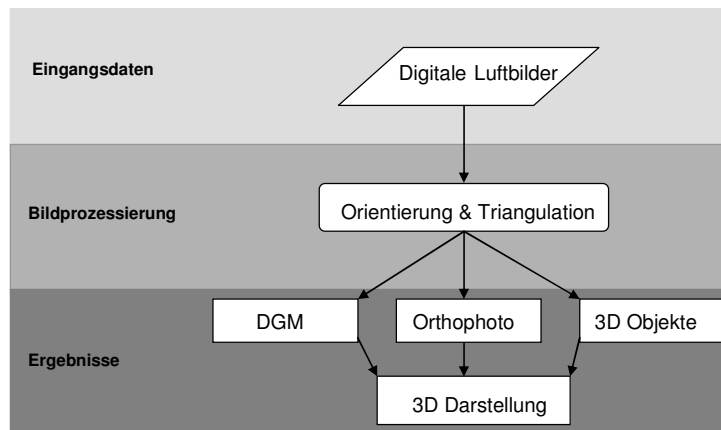 Eingangsdaten
Digitale Luftbilder
Bildprozessierung
Orientierung & Triangulation
DGM
Orthophoto
3D Objekte
Ergebnisse
3D Darstellung